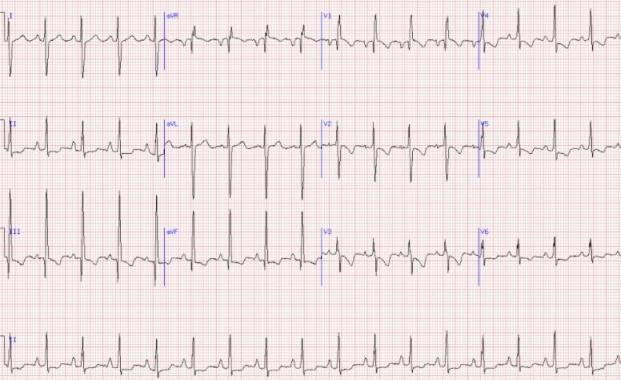 I aVR V1 V4
II aVL V2 V5
III aVF V3 V6
II